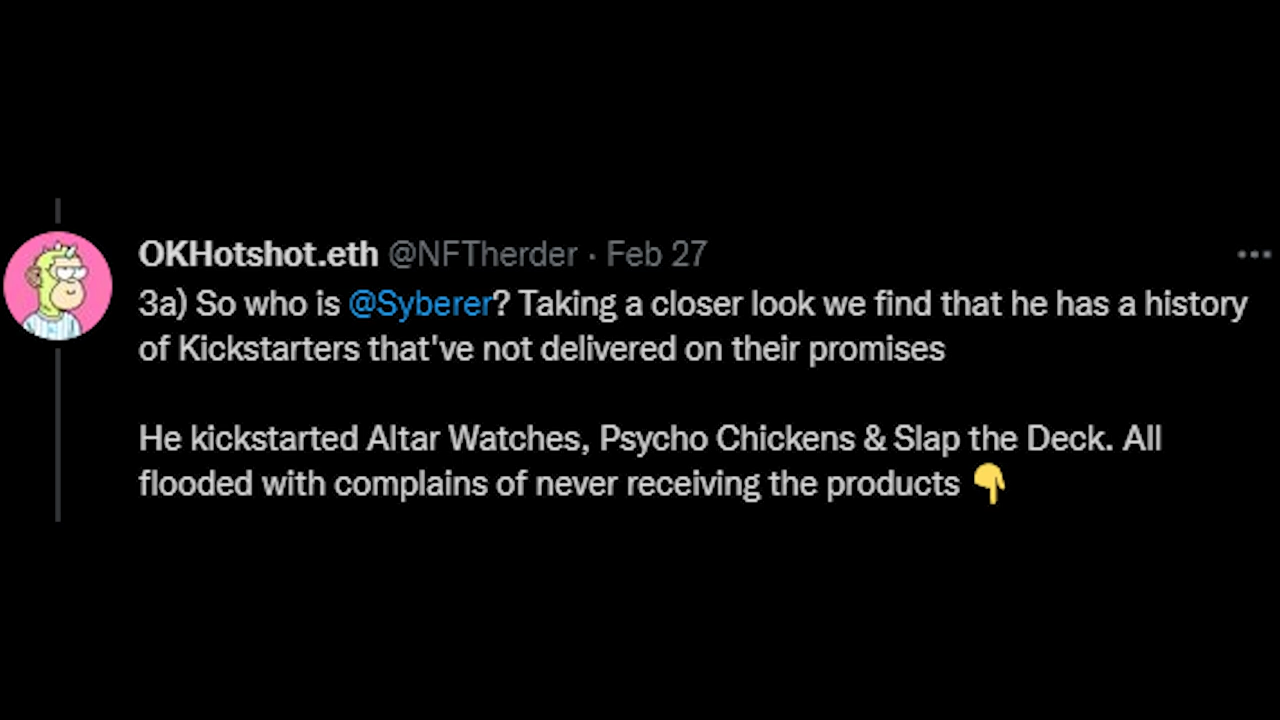 OKHotshot.eth @NFTherder · Feb 27
3a) So who is @Syberer? Taking a closer look we find that he has a history
of Kickstarters that've not delivered on their promises
He kickstarted Altar Watches, Psycho Chickens & Slap the Deck. All
flooded with complains of never receiving the products 👇